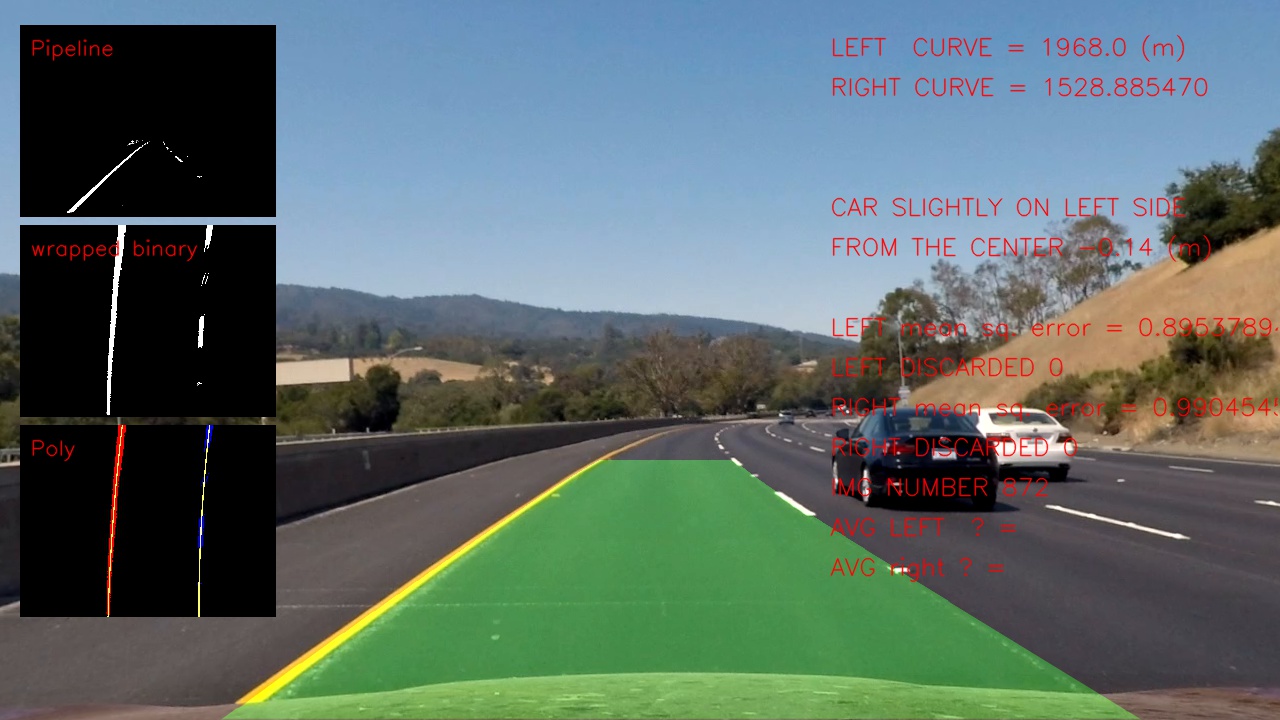 Pipeline
wrapped binary
Poly
LEFT CURVE = 1968.0 (m)
RIGHT CURVE = 1528.885470
CAR SLIGHTLY ON LEFT SIDE
FROM THE CENTER -0.14 (m)
LEFT mean sq. error = 0.8953789
LEFT DISCARDED 0
RIGHT mean sq. error = 0.990454
RIGHT DISCARDED 0
IMG NUMBER 872
AVG LEFT ? =
AVG right ? =